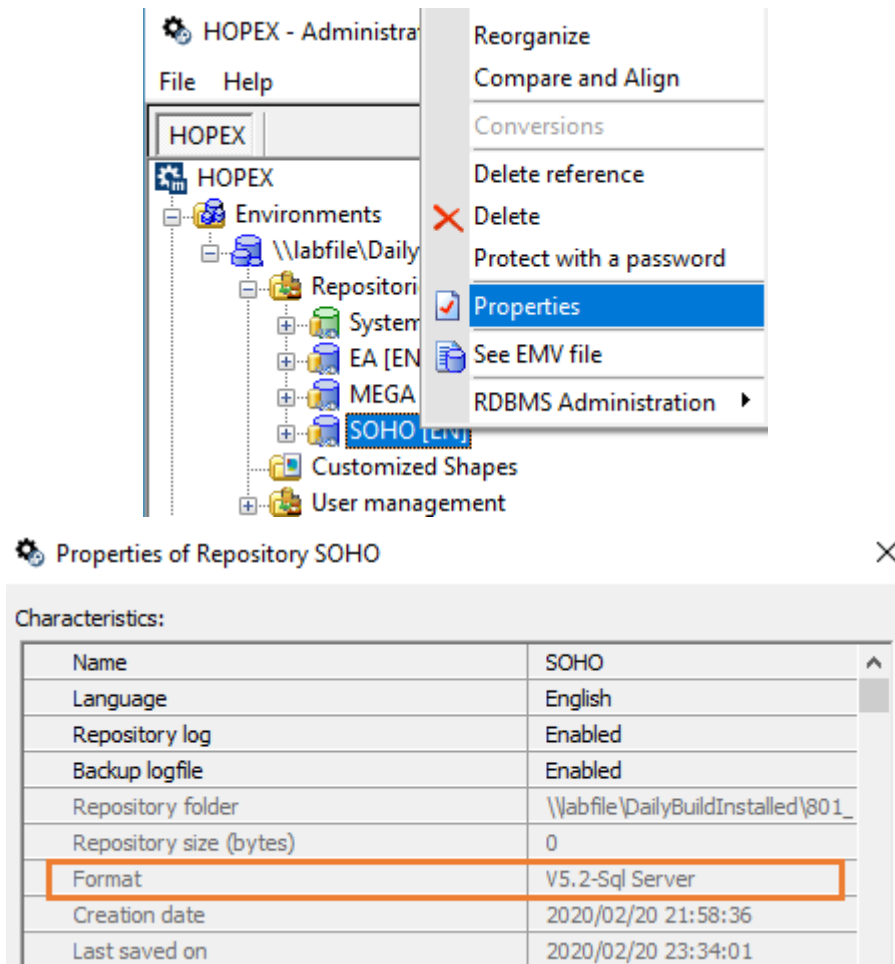 HOPEX - Administra
File Help
HOPEX
HOPEX
Environments
\\labfile\Daily
Repositori
System
EA [EN
MEGA
SOHO [EN]
Customized Shapes
User management
Reorganize
Compare and Align
Conversions
Delete reference
Delete
Protect with a password
Properties
See EMV file
RDBMS Administration
Properties of Repository SOHO
Characteristics:
Name SOHO
Language English
Repository log Enabled
Backup logfile Enabled
Repository folder \\labfile\DailyBuildInstalled\801_
Repository size (bytes) 0
Format V5.2-Sql Server
Creation date 2020/02/20 21:58:36
Last saved on 2020/02/20 23:34:01